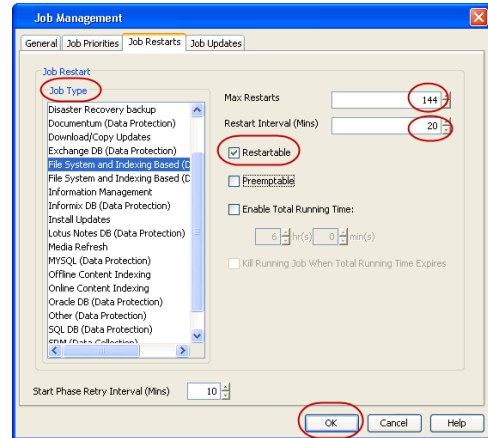 Job Management
General Job Priorities Job Restarts Job Updates
Job Restart
Job Type
Disaster Recovery backup
Documentum (Data Protection)
Download/Copy Updates
Exchange DB (Data Protection)
File System and Indexing Based (D
File System and Indexing Based (D
Information Management
Informix DB (Data Protection)
Install Updates
Lotus Notes DB (Data Protection)
Media Refresh
MYSQL (Data Protection)
Offline Content Indexing
Online Content Indexing
Oracle DB (Data Protection)
Other (Data Protection)
SQL DB (Data Protection)
SRM (Data Collection)
Max Restarts 144
Restart Interval (Mins) 20
Restartable
Preemptable
Enable Total Running Time:
6 hr(s) 0 min(s)
Kill Running Job When Total Running Time Expires
Start Phase Retry Interval (Mins) 10
OK Cancel Help